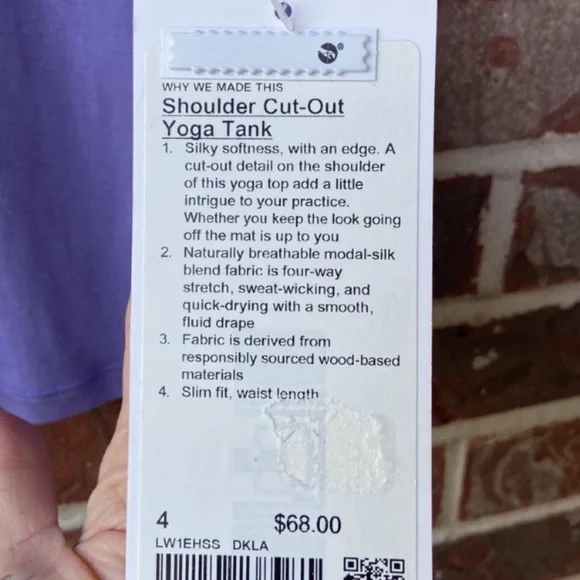 WHY WE MADE THIS
Shoulder Cut-Out
Yoga Tank
1. Silky softness, with an edge. A
cut-out detail on the shoulder
of this yoga top add a little
intrigue to your practice.
Whether you keep the look going
off the mat is up to you
2. Naturally breathable modal-silk
blend fabric is four-way
stretch, sweat-wicking, and
quick-drying with a smooth,
fluid drape
3. Fabric is derived from
responsibly sourced wood-based
materials
4. Slim fit, waist length
4 $68.00
LW1EHSS DKLA